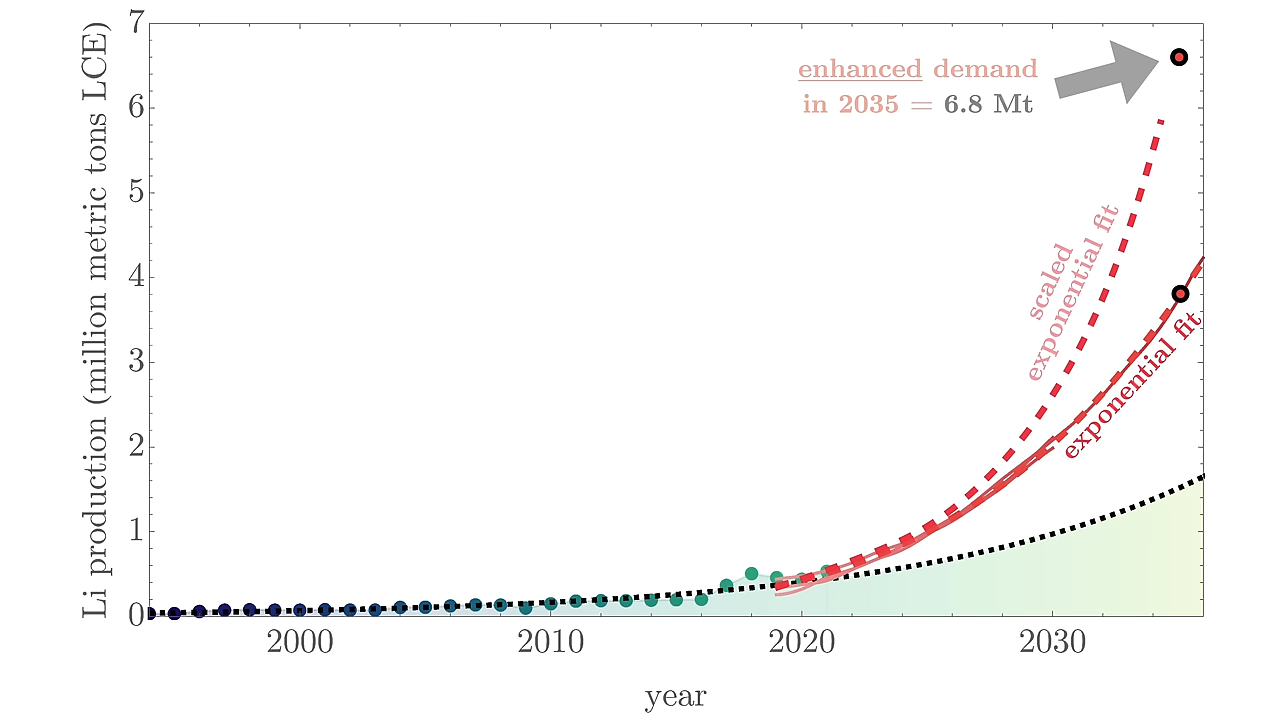 Li production (million metric tons LCE)
7
6
5
4
3
2
1
0
enhanced demand
in 2035 = 6.8 Mt
scaled
exponential fit
exponential fit
2000
2010
2020
2030
year